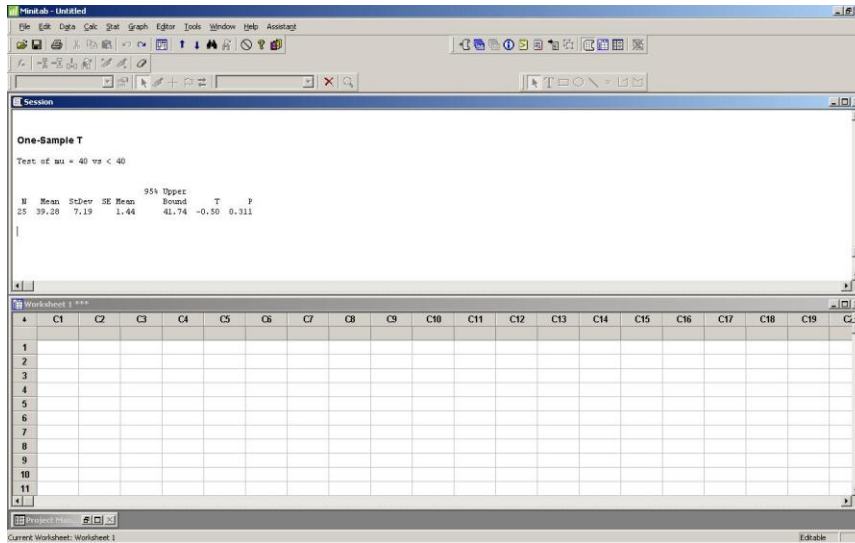 Minitab - Untitled
File Edit Data Calc Stat Graph Editor Tools Window Help Assistant
Session
One-Sample T
Test of mu = 40 vs < 40
95% Upper
N Mean StDev SE Mean Bound T P
25 39.28 7.19 1.44 41.74 -0.50 0.311
Worksheet 1 ***
C1 C2 C3 C4 C5 C6 C7 C8 C9 C10 C11 C12 C13 C14 C15 C16 C17 C18 C19
1
2
3
4
5
6
7
8
9
10
11
Project Man...
Current Worksheet: Worksheet 1
Editable